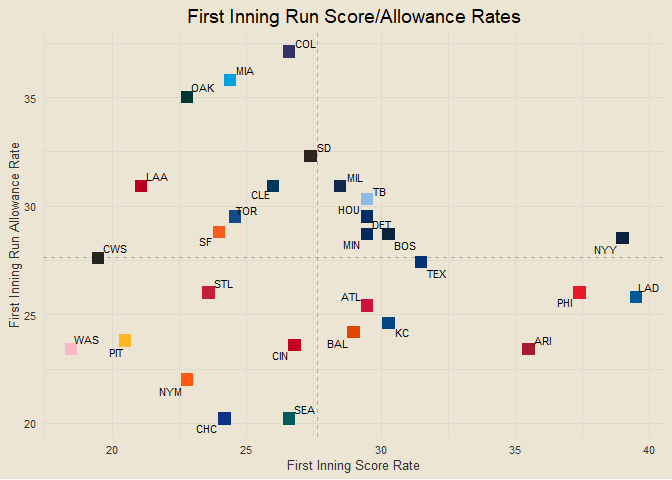 First Inning Run Score/Allowance Rates
COL
MIA
OAK
SD
LAA
CLE
MIL
TB
TOR
HOU
DET
SF
MIN
BOS
NYY
CWS
TEX
STL
LAD
PHI
ATL
KC
BAL
WAS
PIT
CIN
ARI
NYM
CHC
SEA
35
30
25
20
First Inning Run Allowance Rate
20
25
30
35
40
First Inning Score Rate